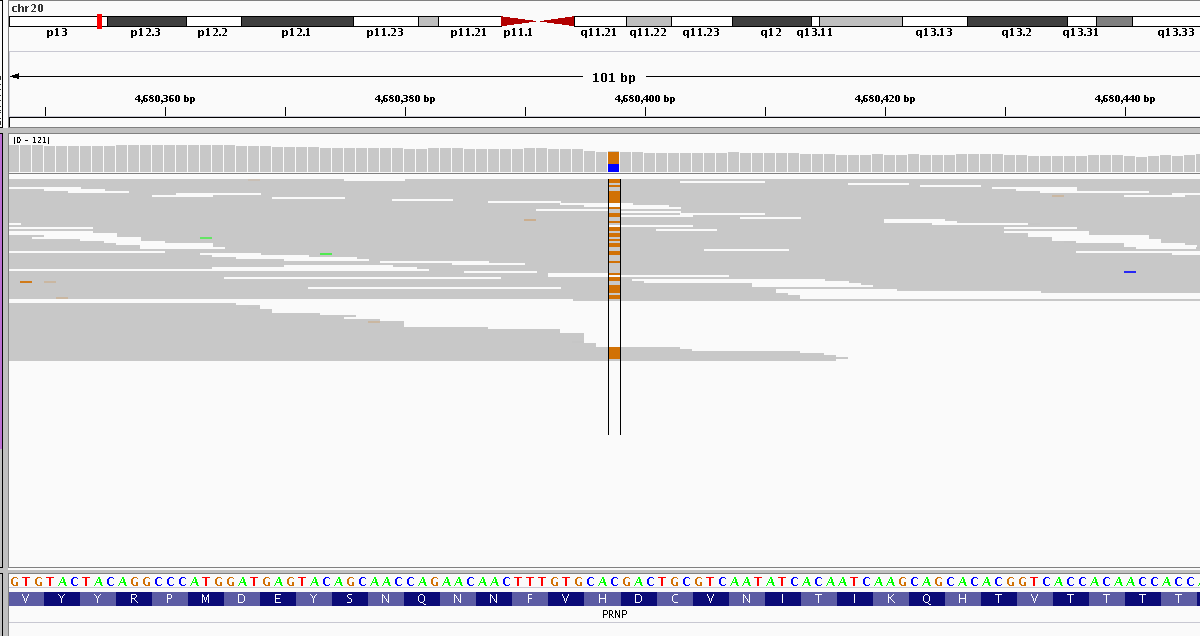 chr20
p13 p12.3 p12.2 p12.1 p11.23 p11.21 p11.1 q11.21 q11.22 q11.23 q12 q13.11 q13.13 q13.2 q13.31 q13.33
101 bp
4,680,360 bp 4,680,380 bp 4,680,400 bp 4,680,420 bp 4,680,440 bp
[0 - 121]
GTGTACTACAGGCCCATGGATGAGTACAGCAACCAGAACAACTTTGTGCACGACTGCGTCAATATCACAATCAAGCAGCACACGGTCACCACAACCACC
V Y Y R P M D E Y S N Q N N F V H D C V N I T I K Q H T V T T T T
PRNP